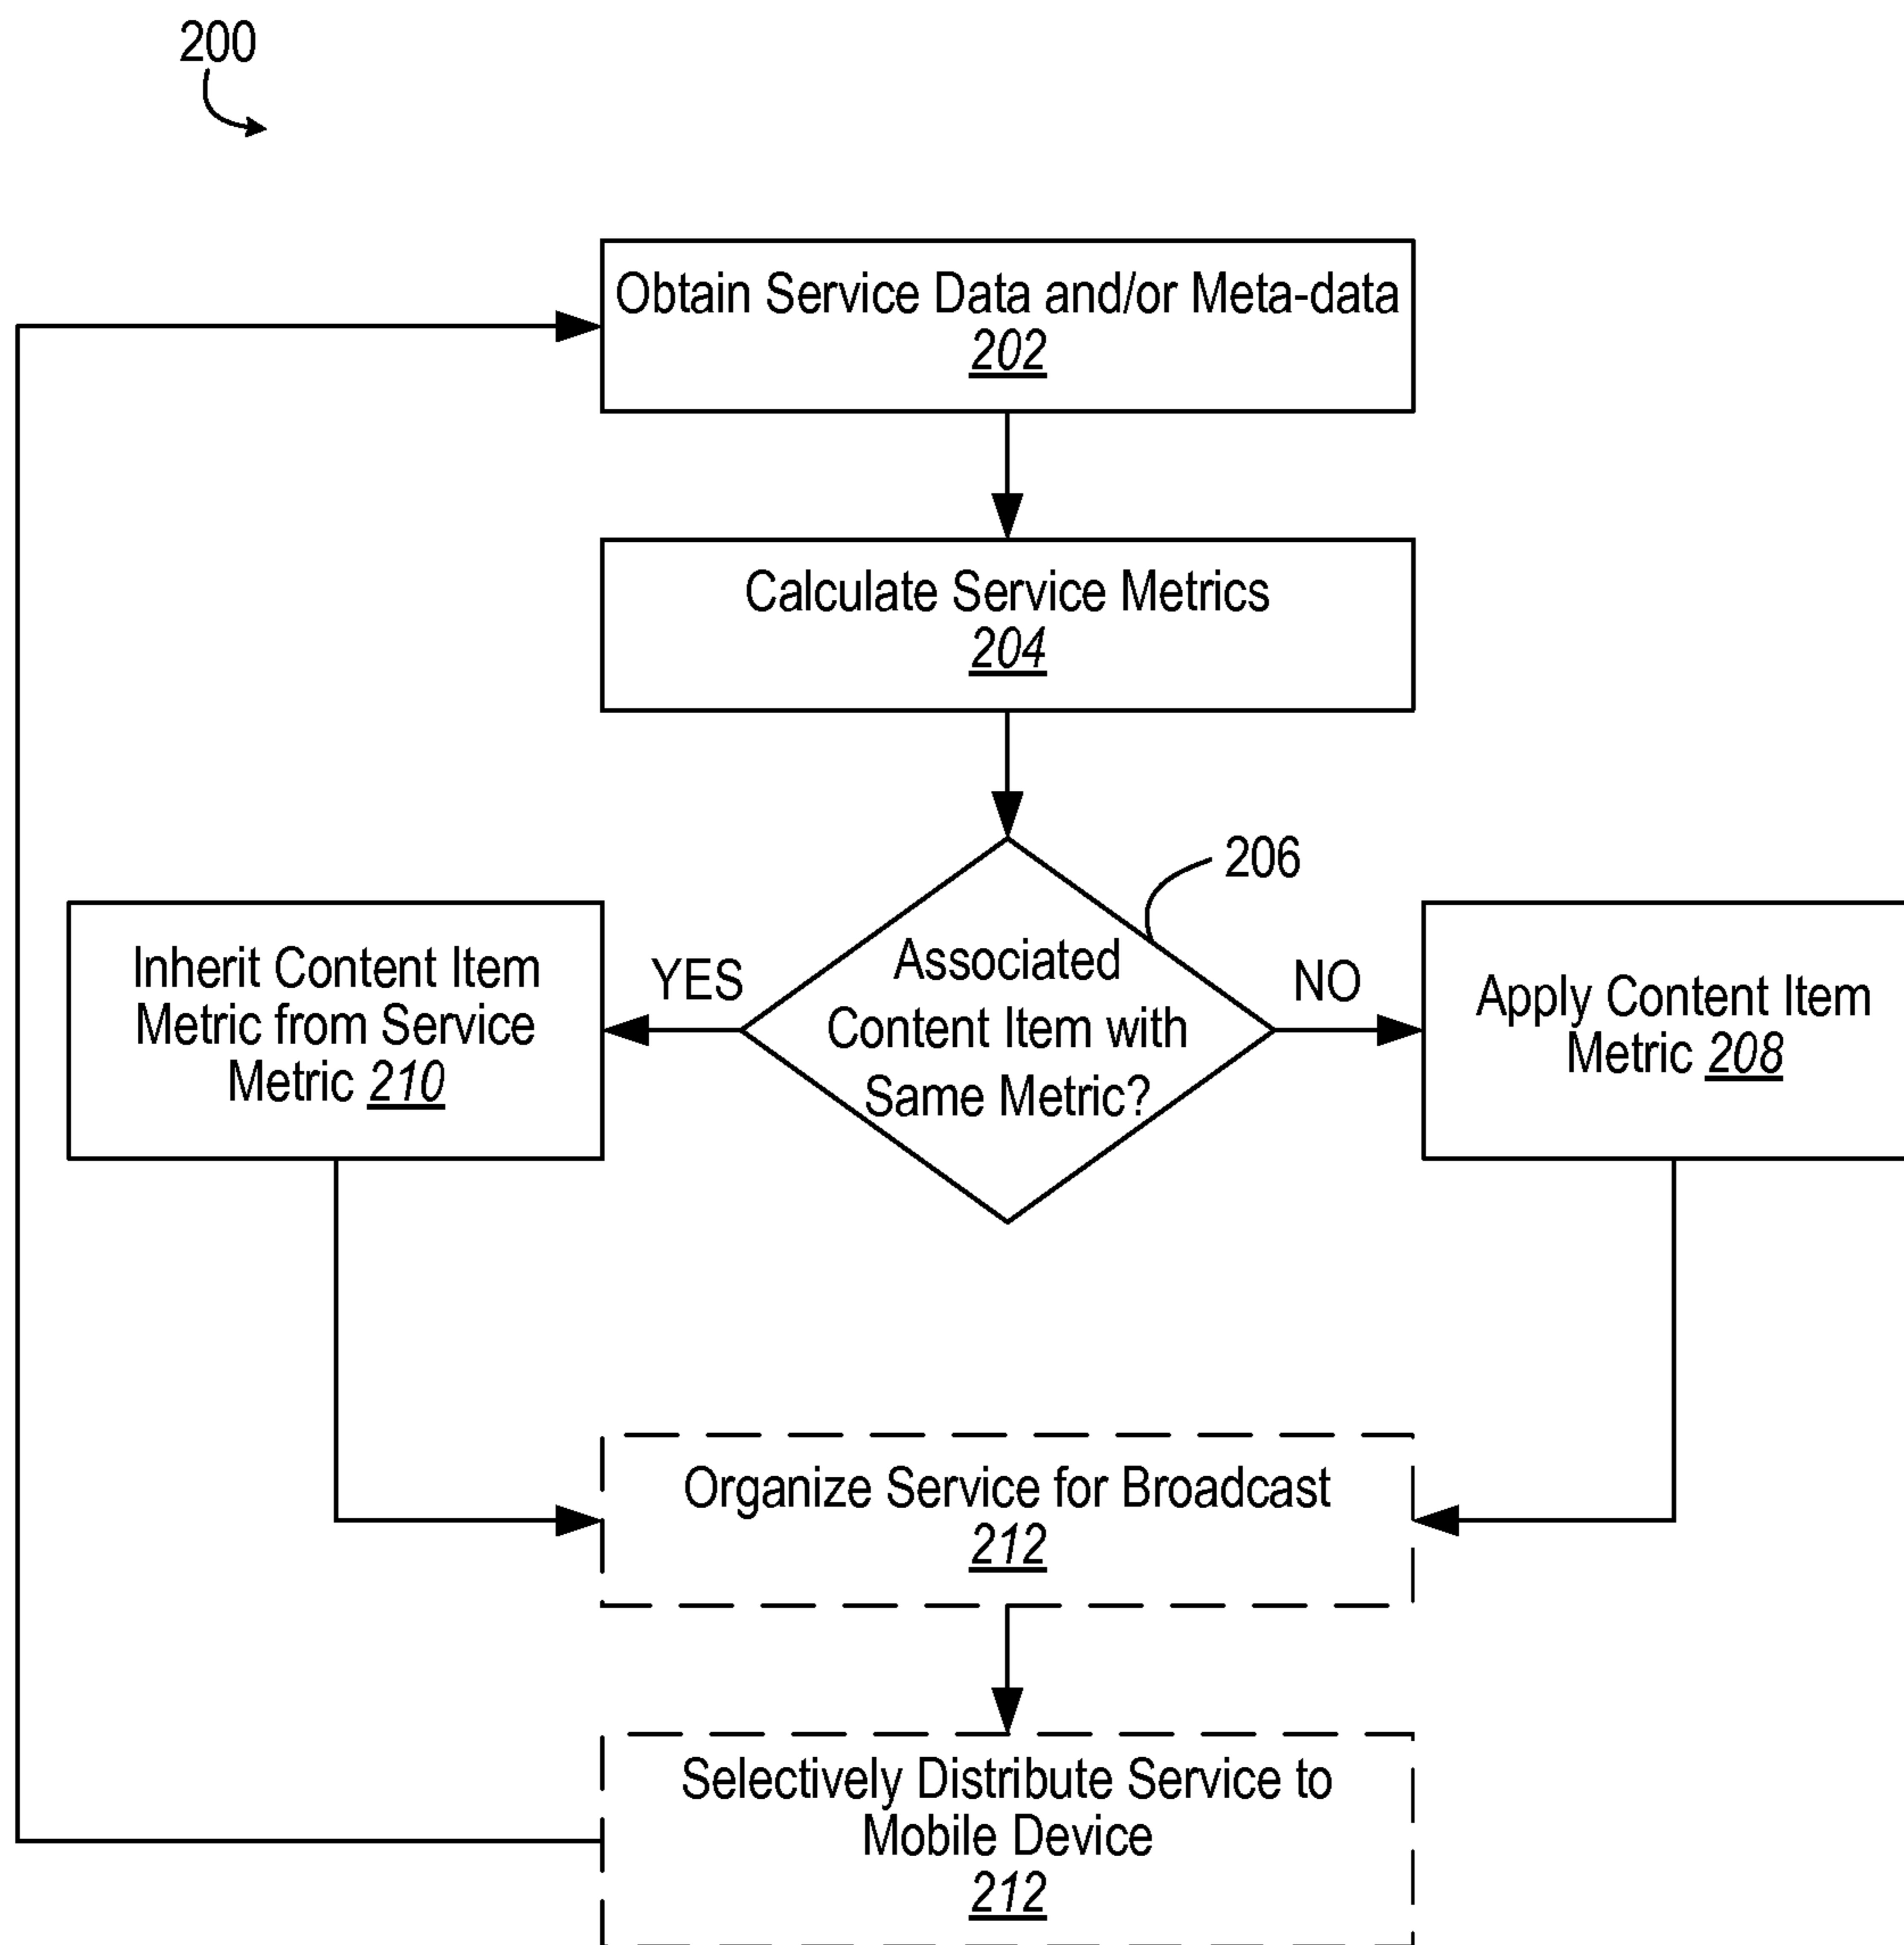 200
Obtain Service Data and/or Meta-data
202
Calculate Service Metrics
204
206
Inherit Content Item
Metric from Service
Metric 210
YES
Associated
Content Item with
Same Metric?
NO
Apply Content Item
Metric 208
Organize Service for Broadcast
212
Selectively Distribute Service to
Mobile Device
212